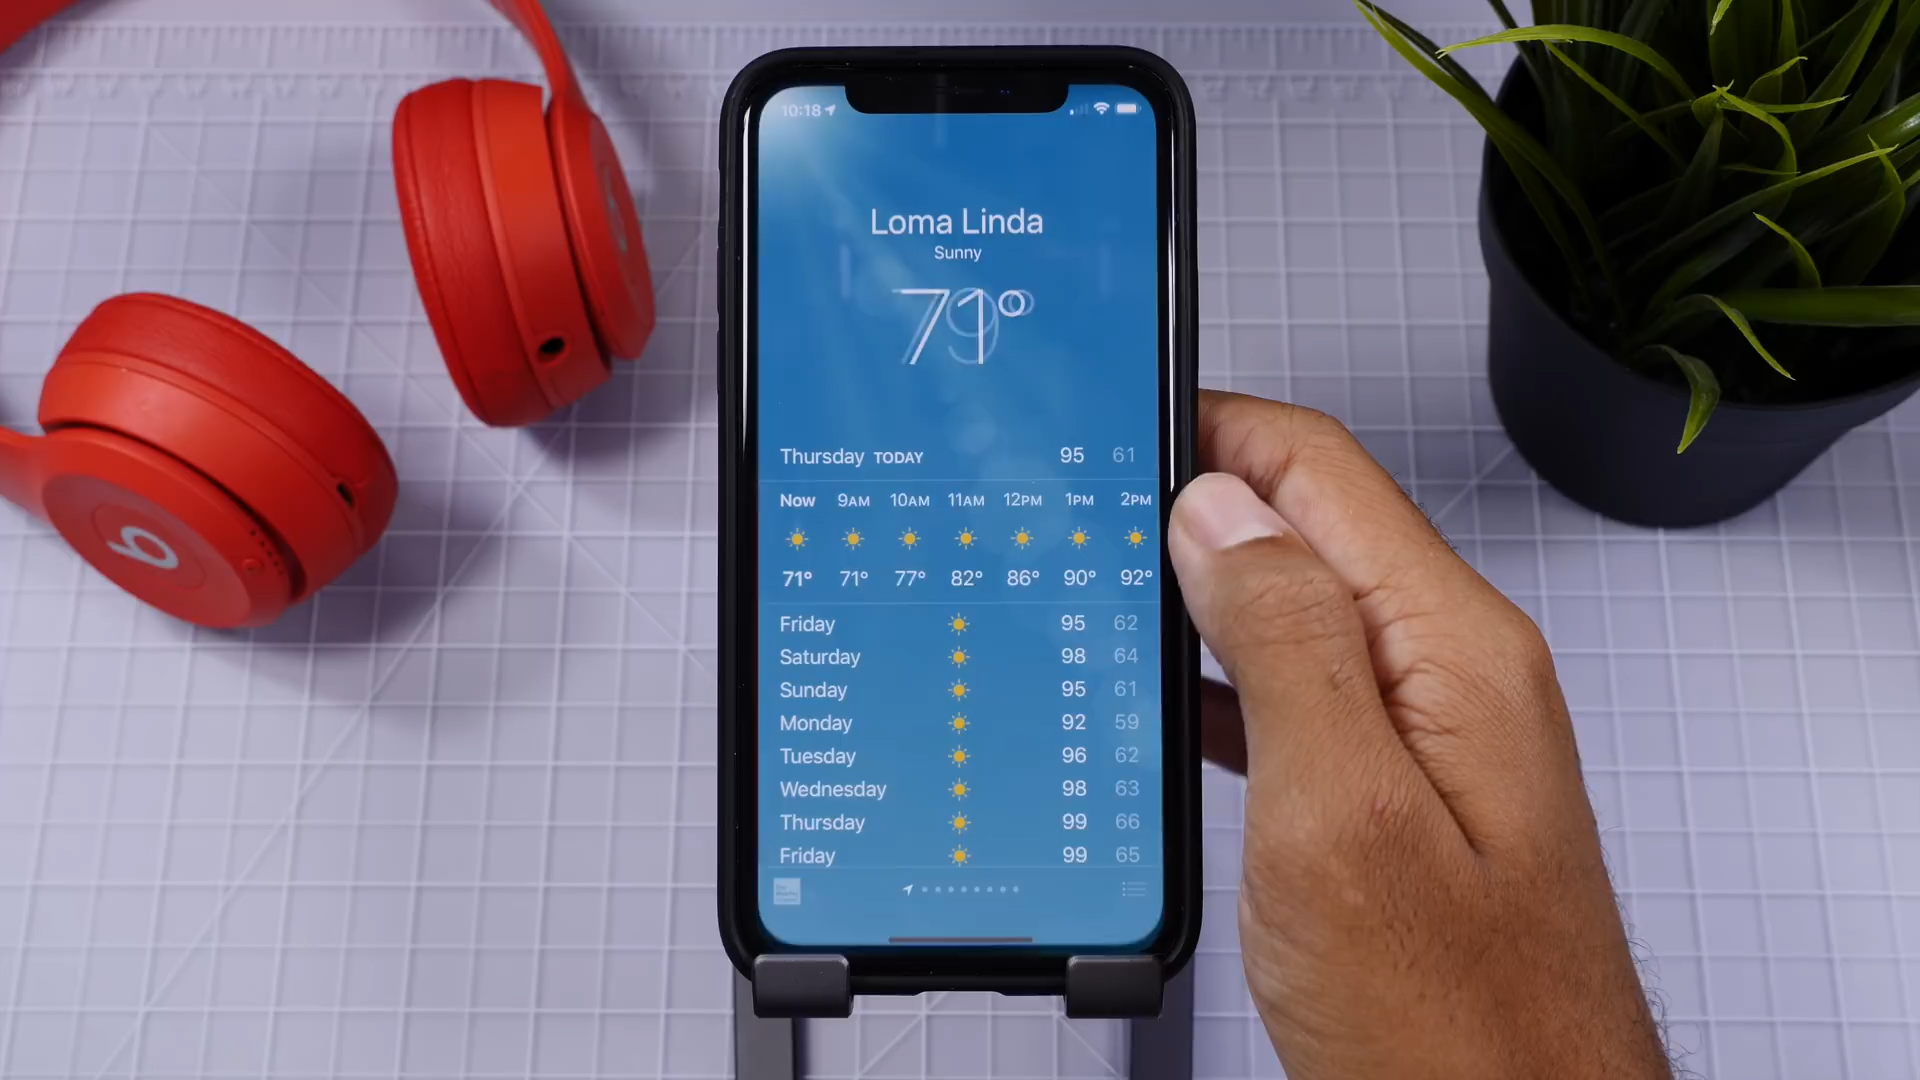 10:18
Loma Linda
Sunny
71°
Thursday TODAY 95 61
Now 9AM 10AM 11AM 12PM 1PM 2PM
71° 71° 77° 82° 86° 90° 92°
Friday 95 62
Saturday 98 64
Sunday 95 61
Monday 92 59
Tuesday 96 62
Wednesday 98 63
Thursday 99 66
Friday 99 65